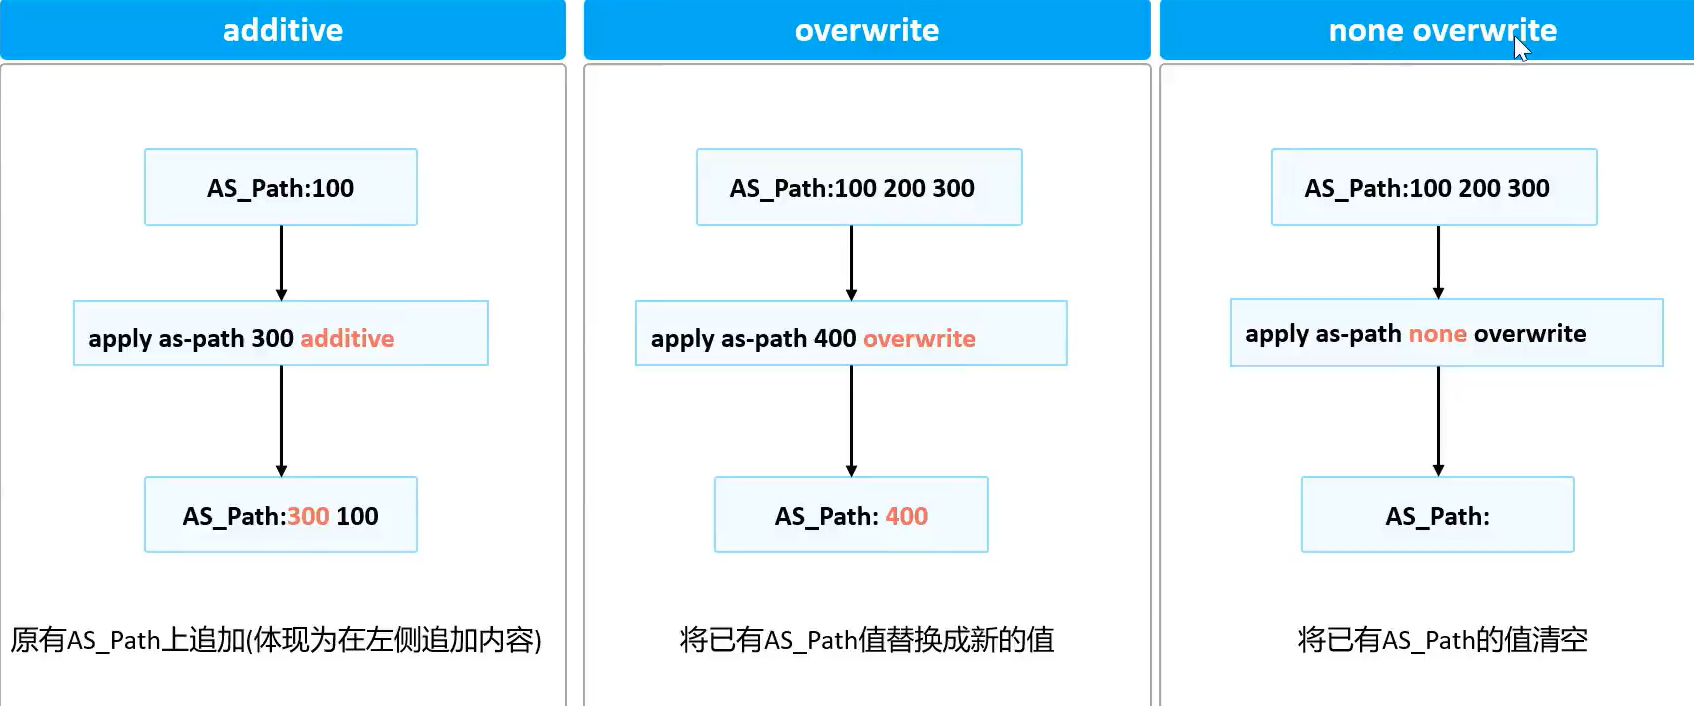 additive
AS_Path:100
apply as-path 300 additive
AS_Path:300 100
原有AS_Path上追加(体现为在左侧追加内容)
overwrite
AS_Path:100 200 300
apply as-path 400 overwrite
AS_Path: 400
将已有AS_Path值替换成新的值
none overwrite
AS_Path:100 200 300
apply as-path none overwrite
AS_Path:
将已有AS_Path的值清空